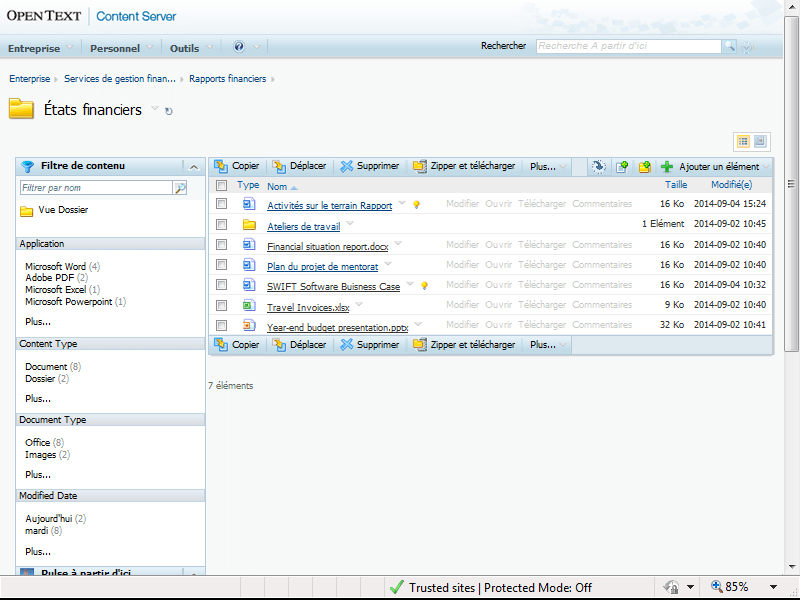 OPENTEXT | Content Server
Entreprise Personnel Outils
Rechercher Recherche A partir d'ici
Enterprise Services de gestion finan... Rapports financiers
États financiers
Filtre de contenu
Filtrer par nom
Vue Dossier
Application
Microsoft Word (4)
Adobe PDF (2)
Microsoft Excel (1)
Microsoft Powerpoint (1)
Plus...
Content Type
Document (8)
Dossier (2)
Plus...
Document Type
Office (8)
Images (2)
Plus...
Modified Date
Aujourd'hui (2)
mardi (8)
Plus...
Pulse à partir d'ici
Copier Déplacer Supprimer Zipper et télécharger Plus... Ajouter un élément
Type Nom Taille Modifié(e)
Activités sur le terrain Rapport Modifier Ouvrir Télécharger Commentaires 16 Ko 2014-09-04 15:24
Ateliers de travail 1 Elément 2014-09-02 10:45
Financial situation report.docx Modifier Ouvrir Télécharger Commentaires 16 Ko 2014-09-02 10:40
Plan du projet de mentorat Modifier Ouvrir Télécharger Commentaires 16 Ko 2014-09-02 10:40
SWIFT Software Buisness Case Modifier Ouvrir Télécharger Commentaires 16 Ko 2014-09-04 10:32
Travel Invoices.xlsx Modifier Ouvrir Télécharger Commentaires 9 Ko 2014-09-02 10:40
Year-end budget presentation.pptx Modifier Ouvrir Télécharger Commentaires 32 Ko 2014-09-02 10:41
Copier Déplacer Supprimer Zipper et télécharger Plus...
7 éléments
Trusted sites | Protected Mode: Off
85%